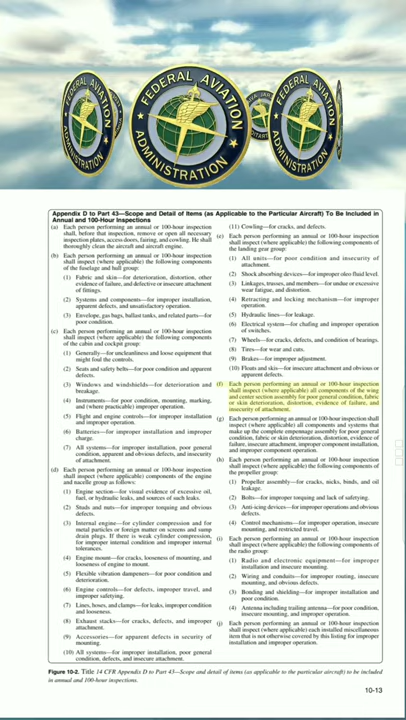 FEDERAL AVIATION
ADMINISTRATION
FEDERAL AVIATION
ADMINISTRATION
FEDERAL AVIATION
ADMINISTRATION
Appendix D to Part 43—Scope and Detail of Items (as Applicable to the Particular Aircraft) To Be Included in
Annual and 100-Hour Inspections
(a) Each person performing an annual or 100-hour inspection
shall, before that inspection, remove or open all necessary
inspection plates, access doors, fairing, and cowling. He shall
thoroughly clean the aircraft and aircraft engine.
(b) Each person performing an annual or 100-hour inspection
shall inspect (where applicable) the following components
of the fuselage and hull group:
(1) Fabric and skin—for deterioration, distortion, other
evidence of failure, and defective or insecure attachment
of fittings.
(2) Systems and components—for improper installation,
apparent defects, and unsatisfactory operation.
(3) Envelope, gas bags, ballast tanks, and related parts—for
poor condition.
(c) Each person performing an annual or 100-hour inspection
shall inspect (where applicable) the following components
of the cabin and cockpit group:
(1) Generally—for uncleanliness and loose equipment that
might foul the controls.
(2) Seats and safety belts—for poor condition and apparent
defects.
(3) Windows and windshields—for deterioration and
breakage.
(4) Instruments—for poor condition, mounting, marking,
and (where practicable) improper operation.
(5) Flight and engine controls—for improper installation
and improper operation.
(6) Batteries—for improper installation and improper
charge.
(7) All systems—for improper installation, poor general
condition, apparent and obvious defects, and insecurity
of attachment.
(d) Each person performing an annual or 100-hour inspection
shall inspect (where applicable) components of the engine
and nacelle group as follows:
(1) Engine section—for visual evidence of excessive oil,
fuel, or hydraulic leaks, and sources of such leaks.
(2) Studs and nuts—for improper torquing and obvious
defects.
(3) Internal engine—for cylinder compression and for
metal particles or foreign matter on screens and sump
drain plugs. If there is weak cylinder compression,
for improper internal condition and improper internal
tolerances.
(4) Engine mount—for cracks, looseness of mounting, and
looseness of engine to mount.
(5) Flexible vibration dampeners—for poor condition and
deterioration.
(6) Engine controls—for defects, improper travel, and
improper safetying.
(7) Lines, hoses, and clamps—for leaks, improper condition
and looseness.
(8) Exhaust stacks—for cracks, defects, and improper
attachment.
(9) Accessories—for apparent defects in security of
mounting.
(10) All systems—for improper installation, poor general
condition, defects, and insecure attachment.
(11) Cowling—for cracks, and defects.
(e) Each person performing an annual or 100-hour inspection
shall inspect (where applicable) the following components of
the landing gear group:
(1) All units—for poor condition and insecurity of
attachment.
(2) Shock absorbing devices—for improper oleo fluid level.
(3) Linkages, trusses, and members—for undue or excessive
wear fatigue, and distortion.
(4) Retracting and locking mechanism—for improper
operation.
(5) Hydraulic lines—for leakage.
(6) Electrical system—for chafing and improper operation
of switches.
(7) Wheels—for cracks, defects, and condition of bearings.
(8) Tires—for wear and cuts.
(9) Brakes—for improper adjustment.
(10) Floats and skis—for insecure attachment and obvious or
apparent defects.
(f) Each person performing an annual or 100-hour inspection
shall inspect (where applicable) all components of the wing
and center section assembly for poor general condition, fabric
or skin deterioration, distortion, evidence of failure, and
insecurity of attachment.
(g) Each person performing an annual or 100-hour inspection shall
inspect (where applicable) all components and systems that
make up the complete empennage assembly for poor general
condition, fabric or skin deterioration, distortion, evidence of
failure, insecure attachment, improper component installation,
and improper component operation.
(h) Each person performing an annual or 100-hour inspection
shall inspect (where applicable) the following components of
the propeller group:
(1) Propeller assembly—for cracks, nicks, binds, and oil
leakage.
(2) Bolts—for improper torquing and lack of safetying.
(3) Anti-icing devices—for improper operations and obvious
defects.
(4) Control mechanisms—for improper operation, insecure
mounting, and restricted travel.
(i) Each person performing an annual or 100-hour inspection
shall inspect (where applicable) the following components of
the radio group:
(1) Radio and electronic equipment—for improper
installation and insecure mounting.
(2) Wiring and conduits—for improper routing, insecure
mounting, and obvious defects.
(3) Bonding and shielding—for improper installation and
poor condition.
(4) Antenna including trailing antenna—for poor condition,
insecure mounting, and improper operation.
(j) Each person performing an annual or 100-hour inspection
shall inspect (where applicable) each installed miscellaneous
item that is not otherwise covered by this listing for improper
installation and improper operation.
Figure 10-2. Title 14 CFR Appendix D to Part 43—Scope and detail of items (as applicable to the particular aircraft) to be included
in annual and 100-hour inspections.
10-13